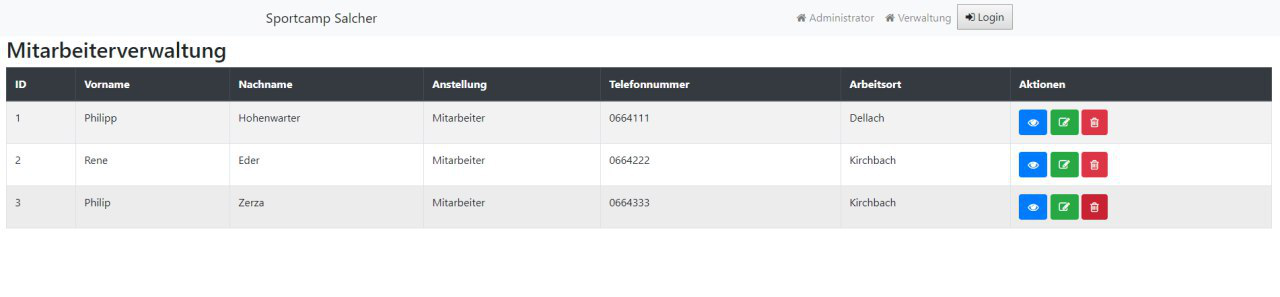 Sportcamp Salcher Administrator Verwaltung Login
Mitarbeiterverwaltung
ID Vorname Nachname Anstellung Telefonnummer Arbeitsort Aktionen
1 Philipp Hohenwarter Mitarbeiter 0664111 Dellach
2 Rene Eder Mitarbeiter 0664222 Kirchbach
3 Philip Zerza Mitarbeiter 0664333 Kirchbach